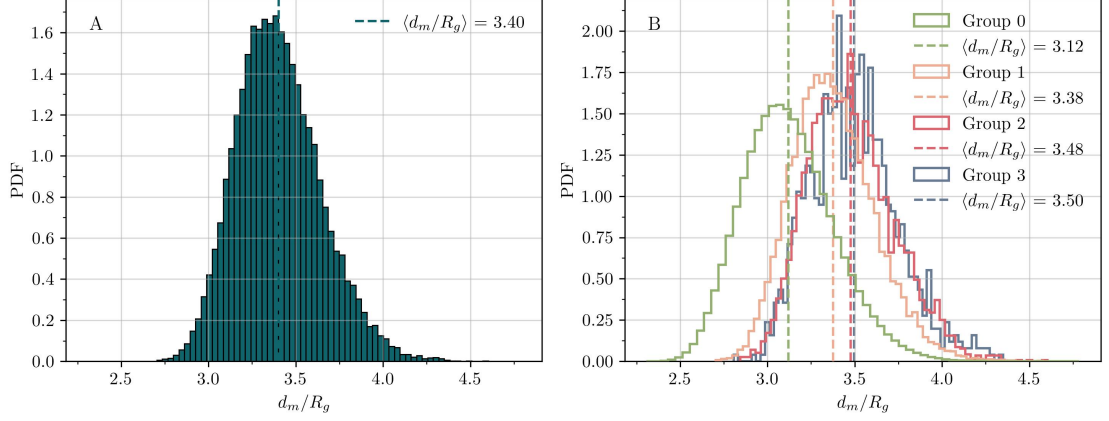 A
⟨d_m/R_g⟩ = 3.40
PDF
1.6
1.4
1.2
1.0
0.8
0.6
0.4
0.2
0.0
2.5 3.0 3.5 4.0 4.5
d_m/R_g
B
Group 0
⟨d_m/R_g⟩ = 3.12
Group 1
⟨d_m/R_g⟩ = 3.38
Group 2
⟨d_m/R_g⟩ = 3.48
Group 3
⟨d_m/R_g⟩ = 3.50
PDF
2.00
1.75
1.50
1.25
1.00
0.75
0.50
0.25
0.00
2.5 3.0 3.5 4.0 4.5
d_m/R_g